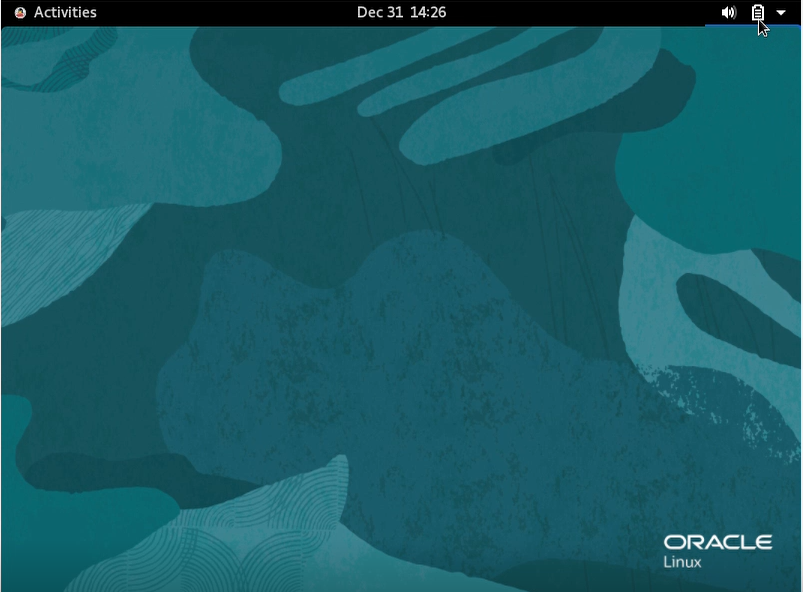 Activities
Dec 31 14:26
ORACLE
Linux